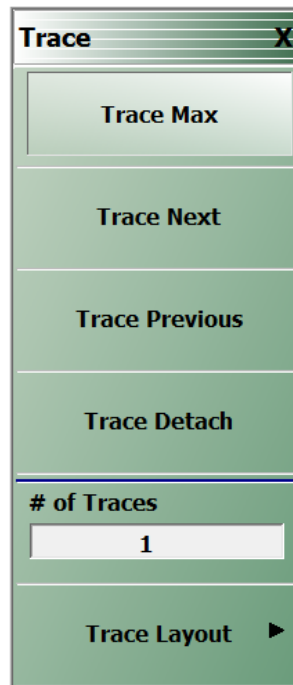 Trace X
Trace Max
Trace Next
Trace Previous
Trace Detach
# of Traces
1
Trace Layout